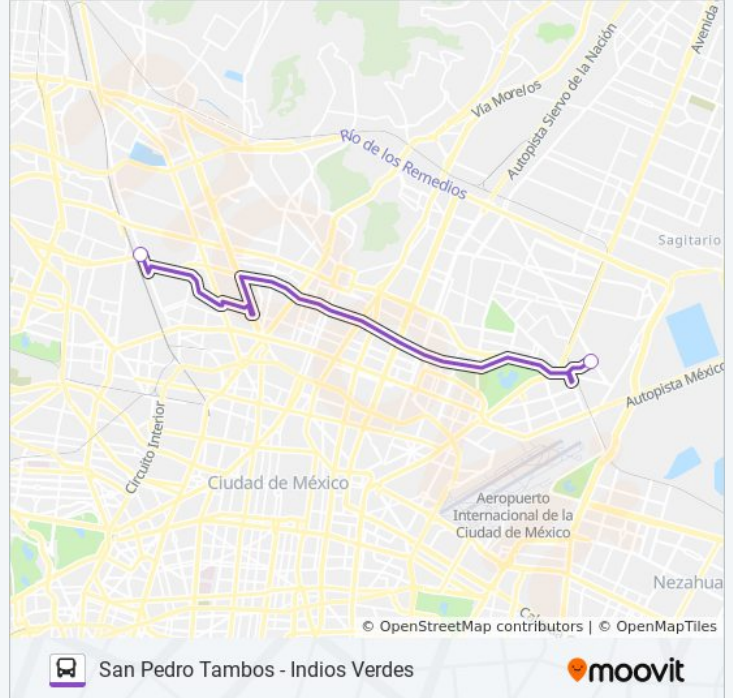 Avenida
Autopista Siervo de la Nación
Vía Morelos
Río de los Remedios
Sagitario
Autopista Méxic
Circuito Interior
Ciudad de México
Aeropuerto
Internacional de la
Ciudad de México
Nezahua
© OpenStreetMap contributors | © OpenMapTiles
San Pedro Tambos - Indios Verdes
moovit